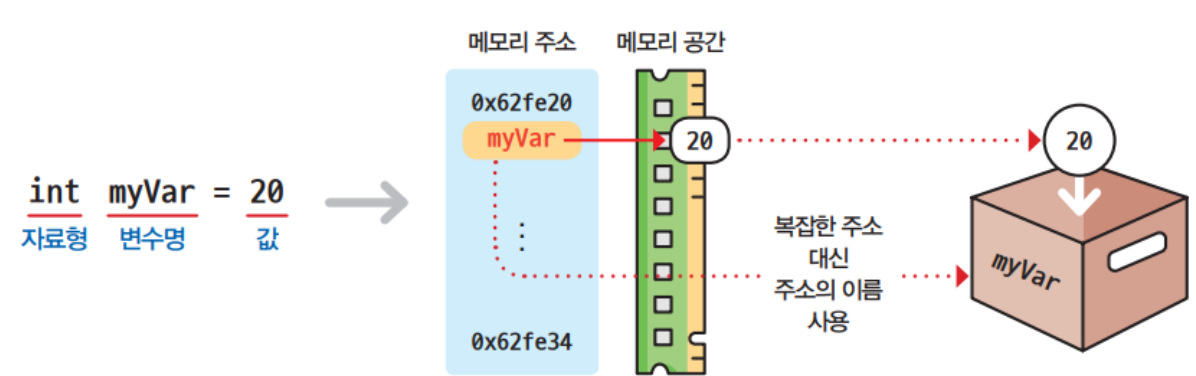 메모리 주소
메모리 공간
0x62fe20
myVar
20
20
int myVar = 20
자료형 변수명 값
복잡한 주소
대신
주소의 이름
사용
myVar
0x62fe34